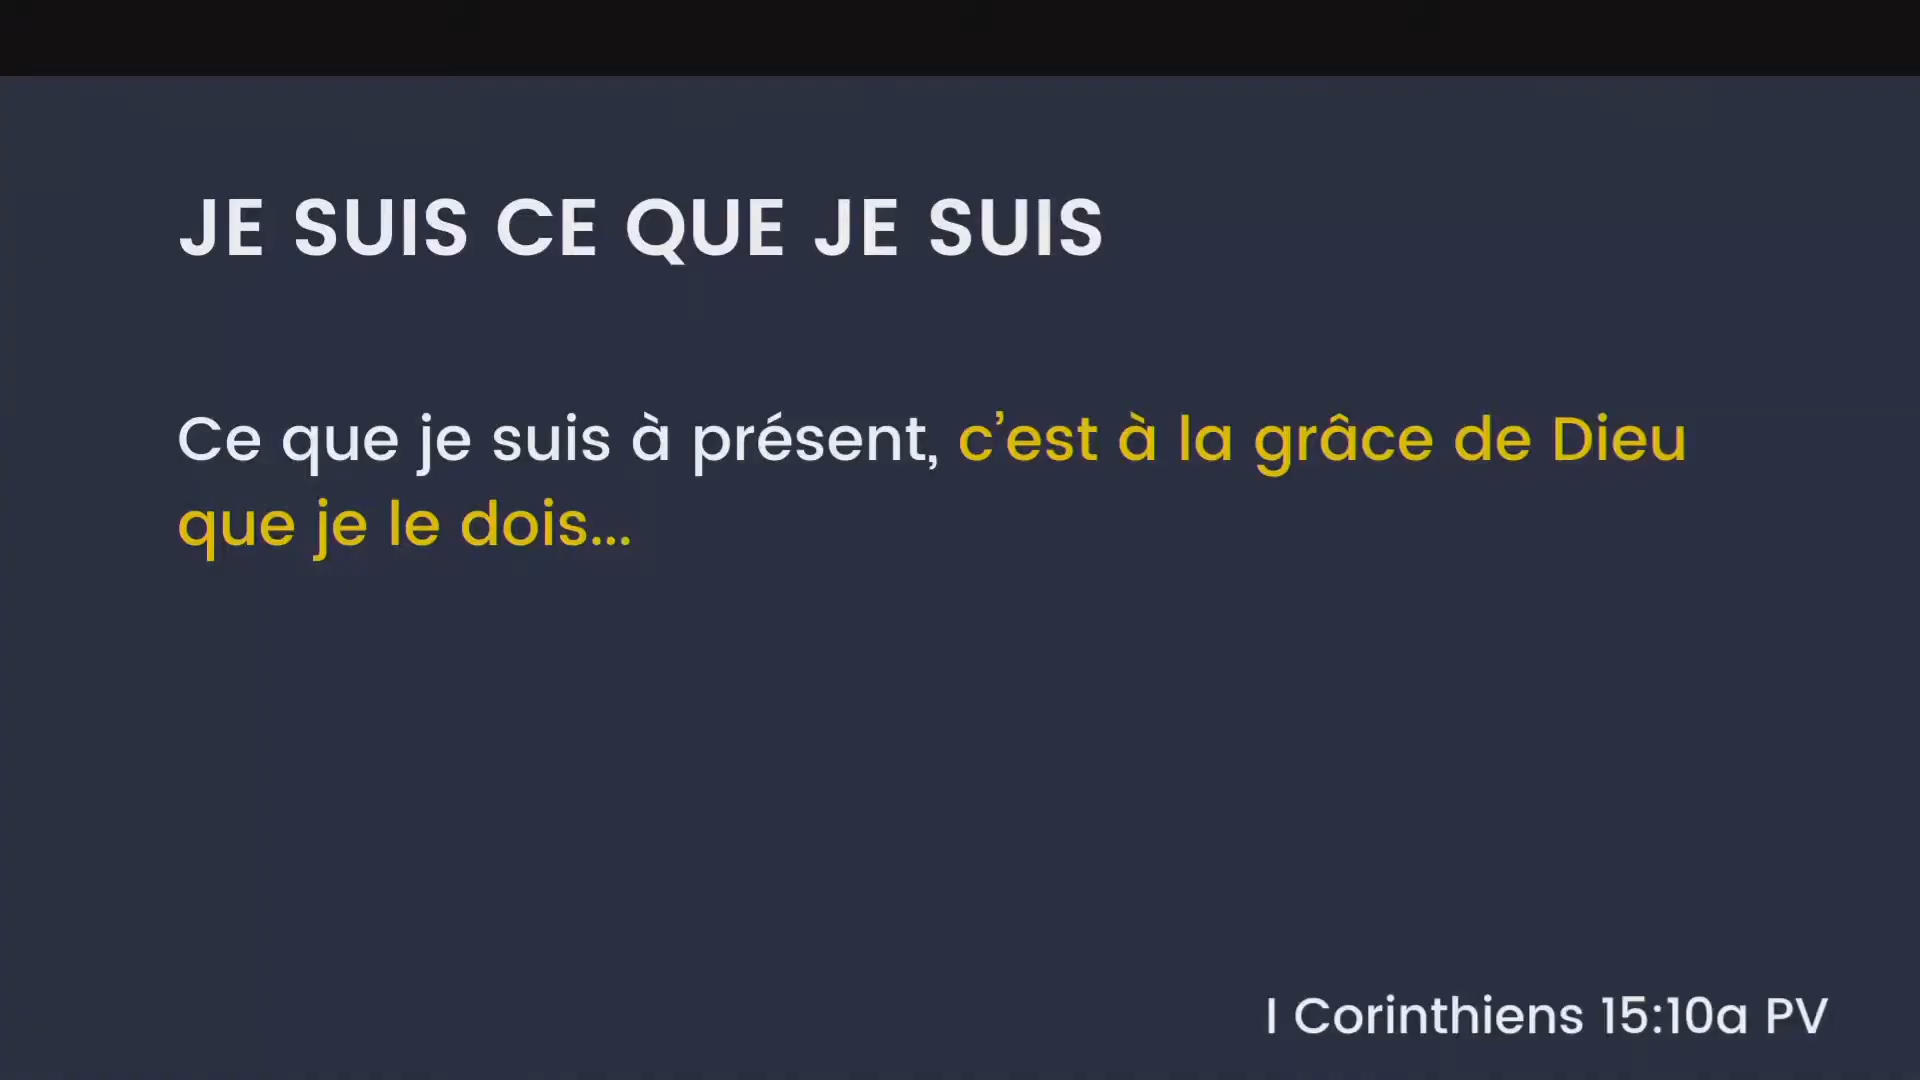 JE SUIS CE QUE JE SUIS
Ce que je suis à présent, c’est à la grâce de Dieu
que je le dois...
I Corinthiens 15:10a PV